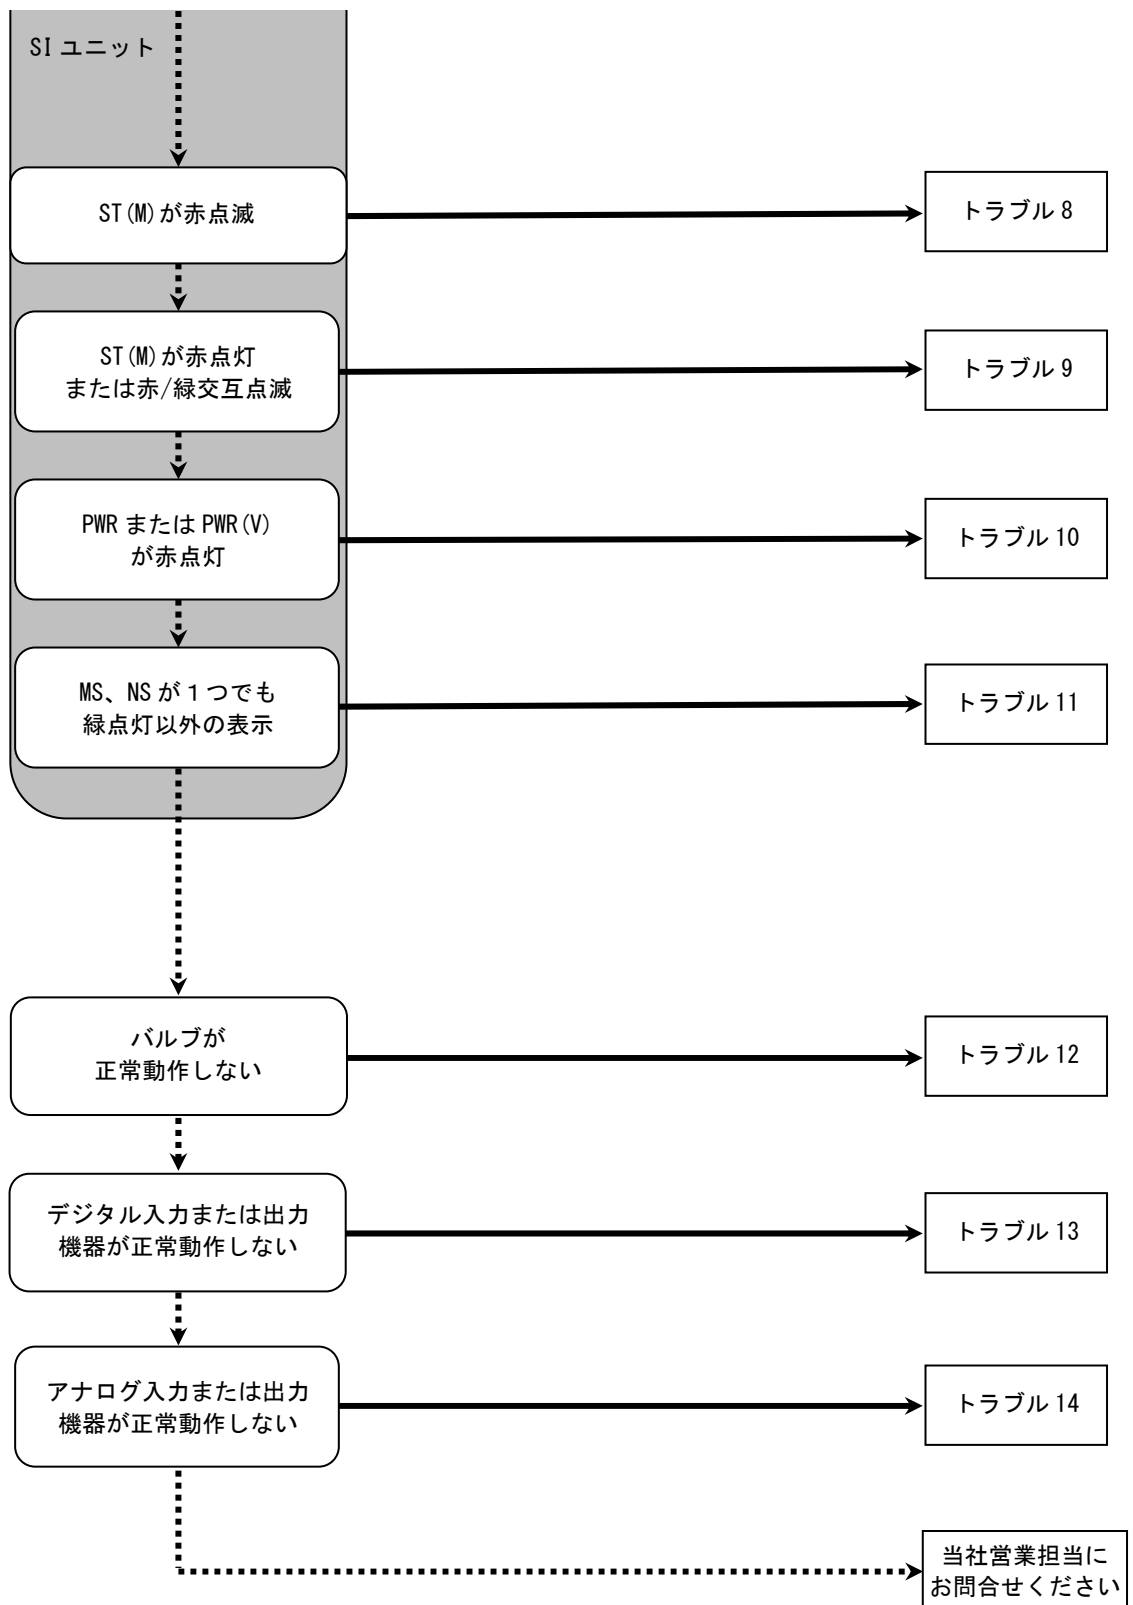 SI ユニット
ST(M)が赤点滅
トラブル 8
ST(M)が赤点灯
または赤/緑交互点滅
トラブル 9
PWR または PWR(V)
が赤点灯
トラブル 10
MS、NS が１つでも
緑点灯以外の表示
トラブル 11
バルブが
正常動作しない
トラブル 12
デジタル入力または出力
機器が正常動作しない
トラブル 13
アナログ入力または出力
機器が正常動作しない
トラブル 14
当社営業担当に
お問合せください